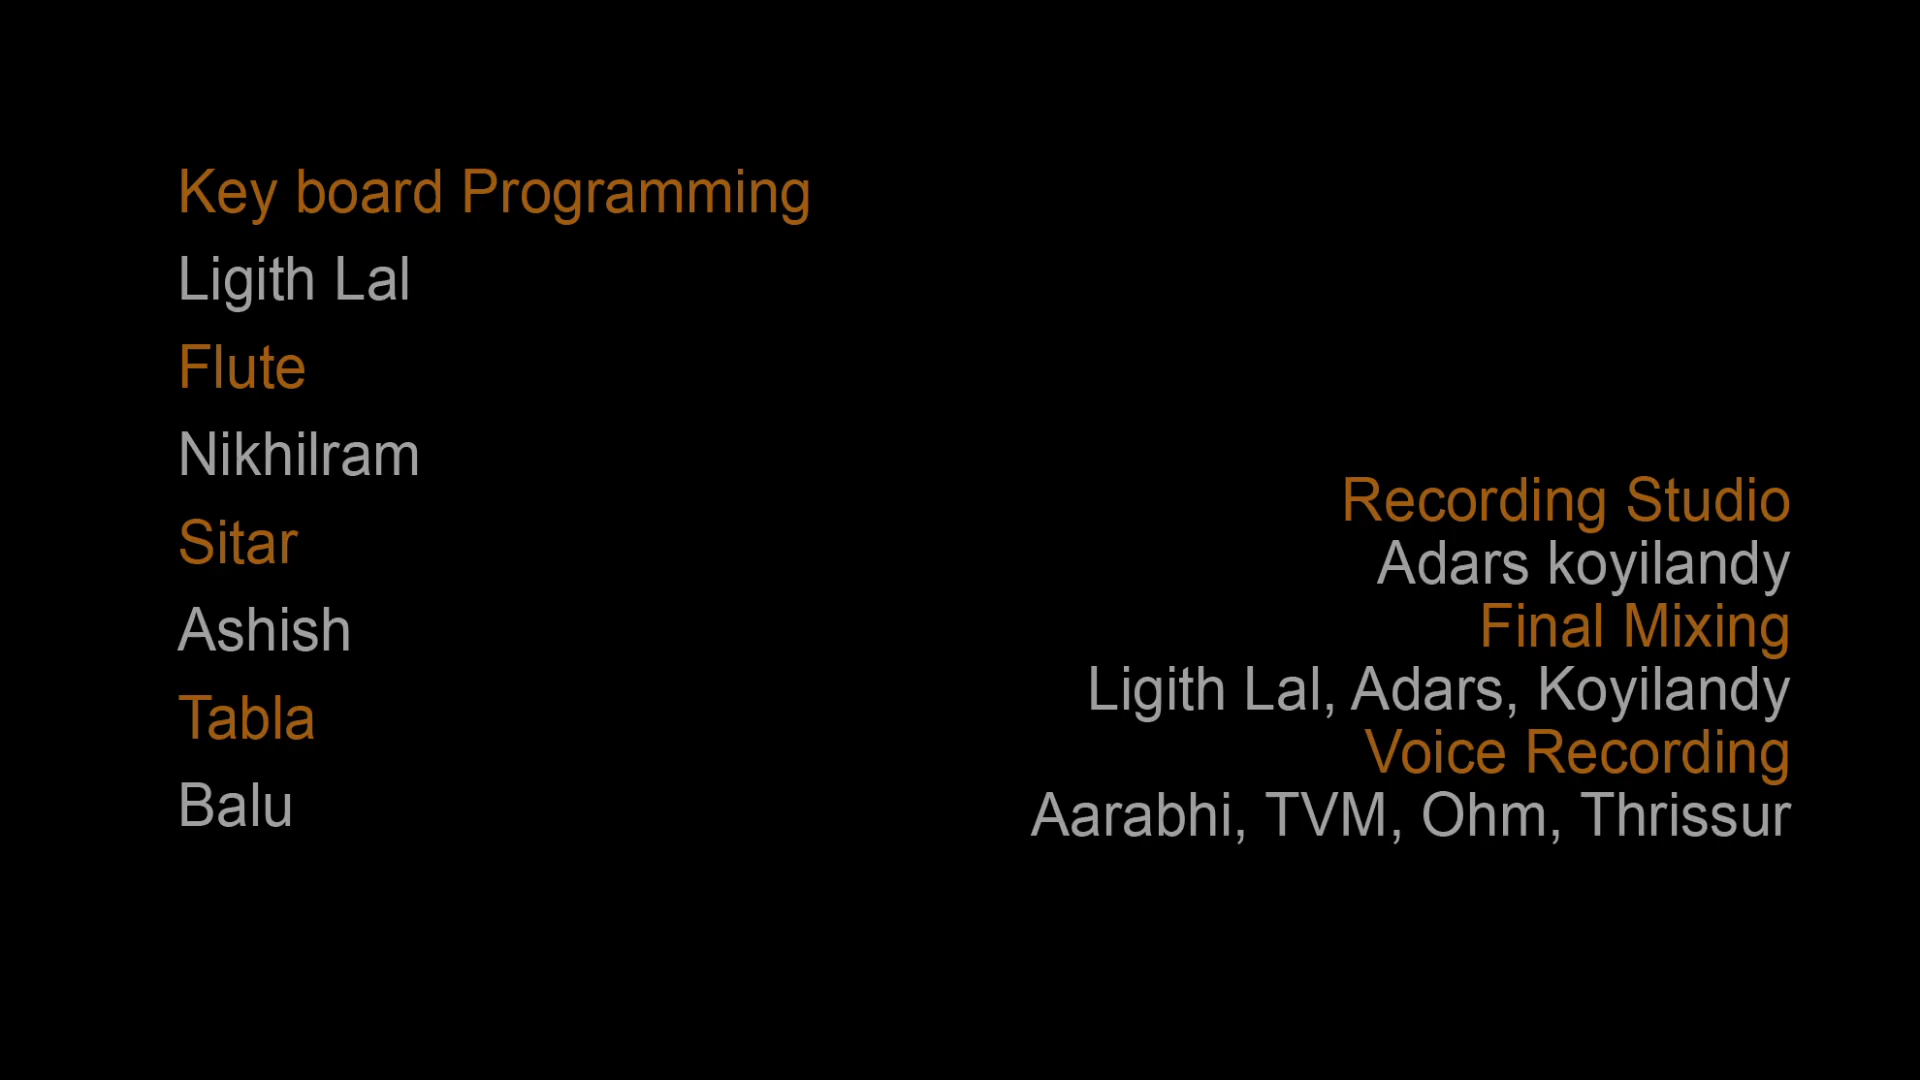 Key board Programming
Ligith Lal
Flute
Nikhilram
Sitar
Ashish
Tabla
Balu
Recording Studio
Adars koyilandy
Final Mixing
Ligith Lal, Adars, Koyilandy
Voice Recording
Aarabhi, TVM, Ohm, Thrissur